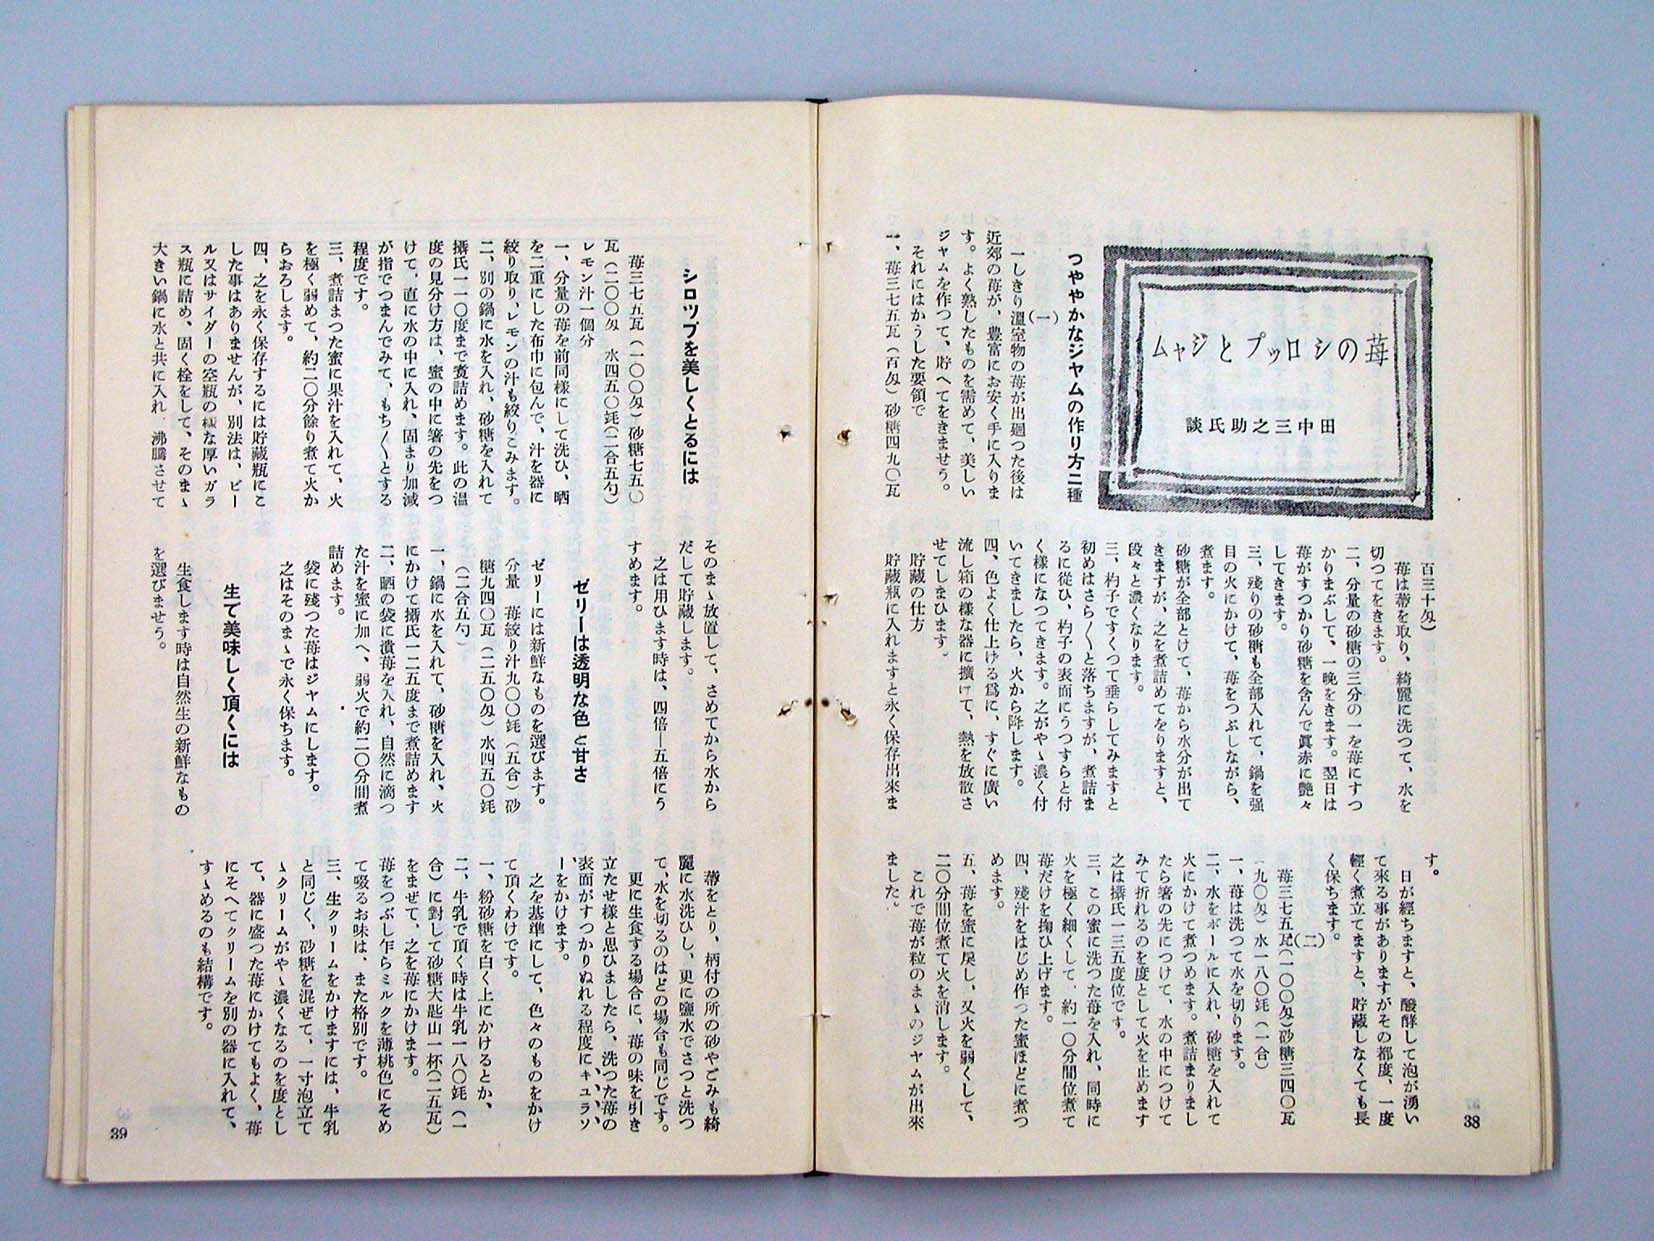 苺のシロップとジャム
田中三之助氏談
つややかなジャムの作り方二種
(一)
一しきり溫室物の苺が出廻つた後は
近郊の苺が、豊富にお安く手に入りま
す。よく熟したものを需めて、美しい
ジャムを作つて、貯へてをきませう。
それにはかうした要領で
一、苺三七五瓦(百匁)砂糖四九〇瓦
百三十匁)
苺は蔕を取り、綺麗に洗つて、水を
切つてをきます。
二、分量の砂糖の三分の一を苺にすつ
かりまぶして、一晩をきます。翌日は
苺がすつかり砂糖を含んで眞赤に艶々
してきます。
三、殘りの砂糖も全部入れて、鍋を强
目の火にかけて、苺をつぶしながら、
煮ます。
砂糖が全部とけて、苺から水分が出て
きますが、之を煮詰めてをりますと、
段々と濃くなります。
三、杓子ですくつて垂らしてみますと
初めはさら〱と落ちますが、煮詰ま
るに從ひ、杓子の表面にうつすらと付
く樣になつてきます。之がやゝ濃く付
いてきましたら、火から降します。
四、色よく仕上ける爲に、すぐに廣い
流し箱の樣な器に擴けて、熱を放散さ
せてしまひます。
貯藏の仕方
貯藏瓶に入れますと永く保存出來ま
す。
日が經ちますと、酸酵して泡が湧い
て來る事がありますがその都度、一度
輕く煮立てますと、貯藏しなくても長
く保ちます。
(二)
苺三七五瓦(一〇〇匁)砂糖三四〇瓦
(九〇匁)水一八〇竓(一合)
一、苺は洗つて水を切ります。
二、水をボールに入れ、砂糖を入れて
火にかけて煮つめます。煮詰まりまし
たら箸の先につけて、水の中につけて
みて折れるのを度として火を止めます
之は攝氏一三五度位です。
三、この蜜に洗つた苺を入れ、同時に
火を極く細くして、約一〇分間位煮て
苺だけを掬ひ上げます。
四、殘汁をはじめ作つた蜜ほどに煮つ
めます。
五、苺を蜜に戾し、又火を弱くして、
二〇分間位煮て火を消します。
これで苺が粒のまゝのジャムが出來
ました。
38
シロツプを美しくとるには
苺三七五瓦(一〇〇匁)砂糖七五〇
瓦(二〇〇匁 水四五〇竓(二合五勺)
レモン汁一個分
一、分量の苺を前同樣にして洗ひ、晒
を二重にした布巾に包んで、汁を器に
絞り取り、レモンの汁も絞りこみます。
二、別の鍋に水を入れ、砂糖を入れて
攝氏一一〇度まで煮詰めます。此の溫
度の見分け方は、蜜の中に箸の先をつ
けて、直に水の中に入れ、固まり加減
が指でつまんでみて、もち〱とする
程度です。
三、煮詰まつた蜜に果汁を入れて、火
を極く弱めて、約二〇分餘り煮て火か
らおろします。
四、之を永く保存するには貯藏瓶にこ
した事はありませんが、別法は、ビー
ル又はサイダーの空瓶の樣な厚いガラ
ス瓶に詰め、固く栓をして、そのまゝ
大きい鍋に水と共に入れ 沸騰させて
そのまゝ放置して、さめてから水から
だして貯藏します。
之は用ひます時は、四倍―五倍にう
すめます。
ゼリーは透明な色と甘さ
ゼリーには新鮮なものを選びます。
分量 苺絞り汁九〇〇竓(五合)砂
糖九四〇瓦(二五〇匁)水四五〇竓
(二合五勺)
一、鍋に水を入れて、砂糖を入れ、火
にかけて攝氏一二五度まで煮詰めます
二、晒の袋に潰苺を入れ、自然に滴つ
た汁を蜜に加へ、弱火で約二〇分間煮
詰めます。
袋に殘つた苺はジャムにします。
之はそのまゝで永く保ちます。
生で美味しく頂くには
生食します時は自然生の新鮮なもの
を選びませう。
蔕をとり、柄付の所の砂やごみも綺
麗に水洗ひし、更に鹽水でさつと洗つ
て、水を切るのはどの場合も同じです。
更に生食する場合に、苺の味を引き
立たせ樣と思ひましたら、洗つた苺の
表面がすつかりぬれる程度にキュラソ
ーをかけます。
之を基準にして、色々のものをかけ
て頂くわけです。
一、粉砂糖を白く上にかけるとか、
二、牛乳で頂く時は牛乳一八〇竓(一
合)に對して砂糖大匙山一杯(二五瓦)
をまぜて、之を苺にかけます。
苺をつぶし乍らミルクを薄桃色にそめ
て啜るお味は、また格別です。
三、生クリームをかけますには、牛乳
と同じく、砂糖を混ぜて、一寸泡立て
ゝクリームがやゝ濃くなるのを度とし
て、器に盛つた苺にかけてもよく、苺
にそへてクリームを別の器に入れて、
すゝめるのも結構です。
39